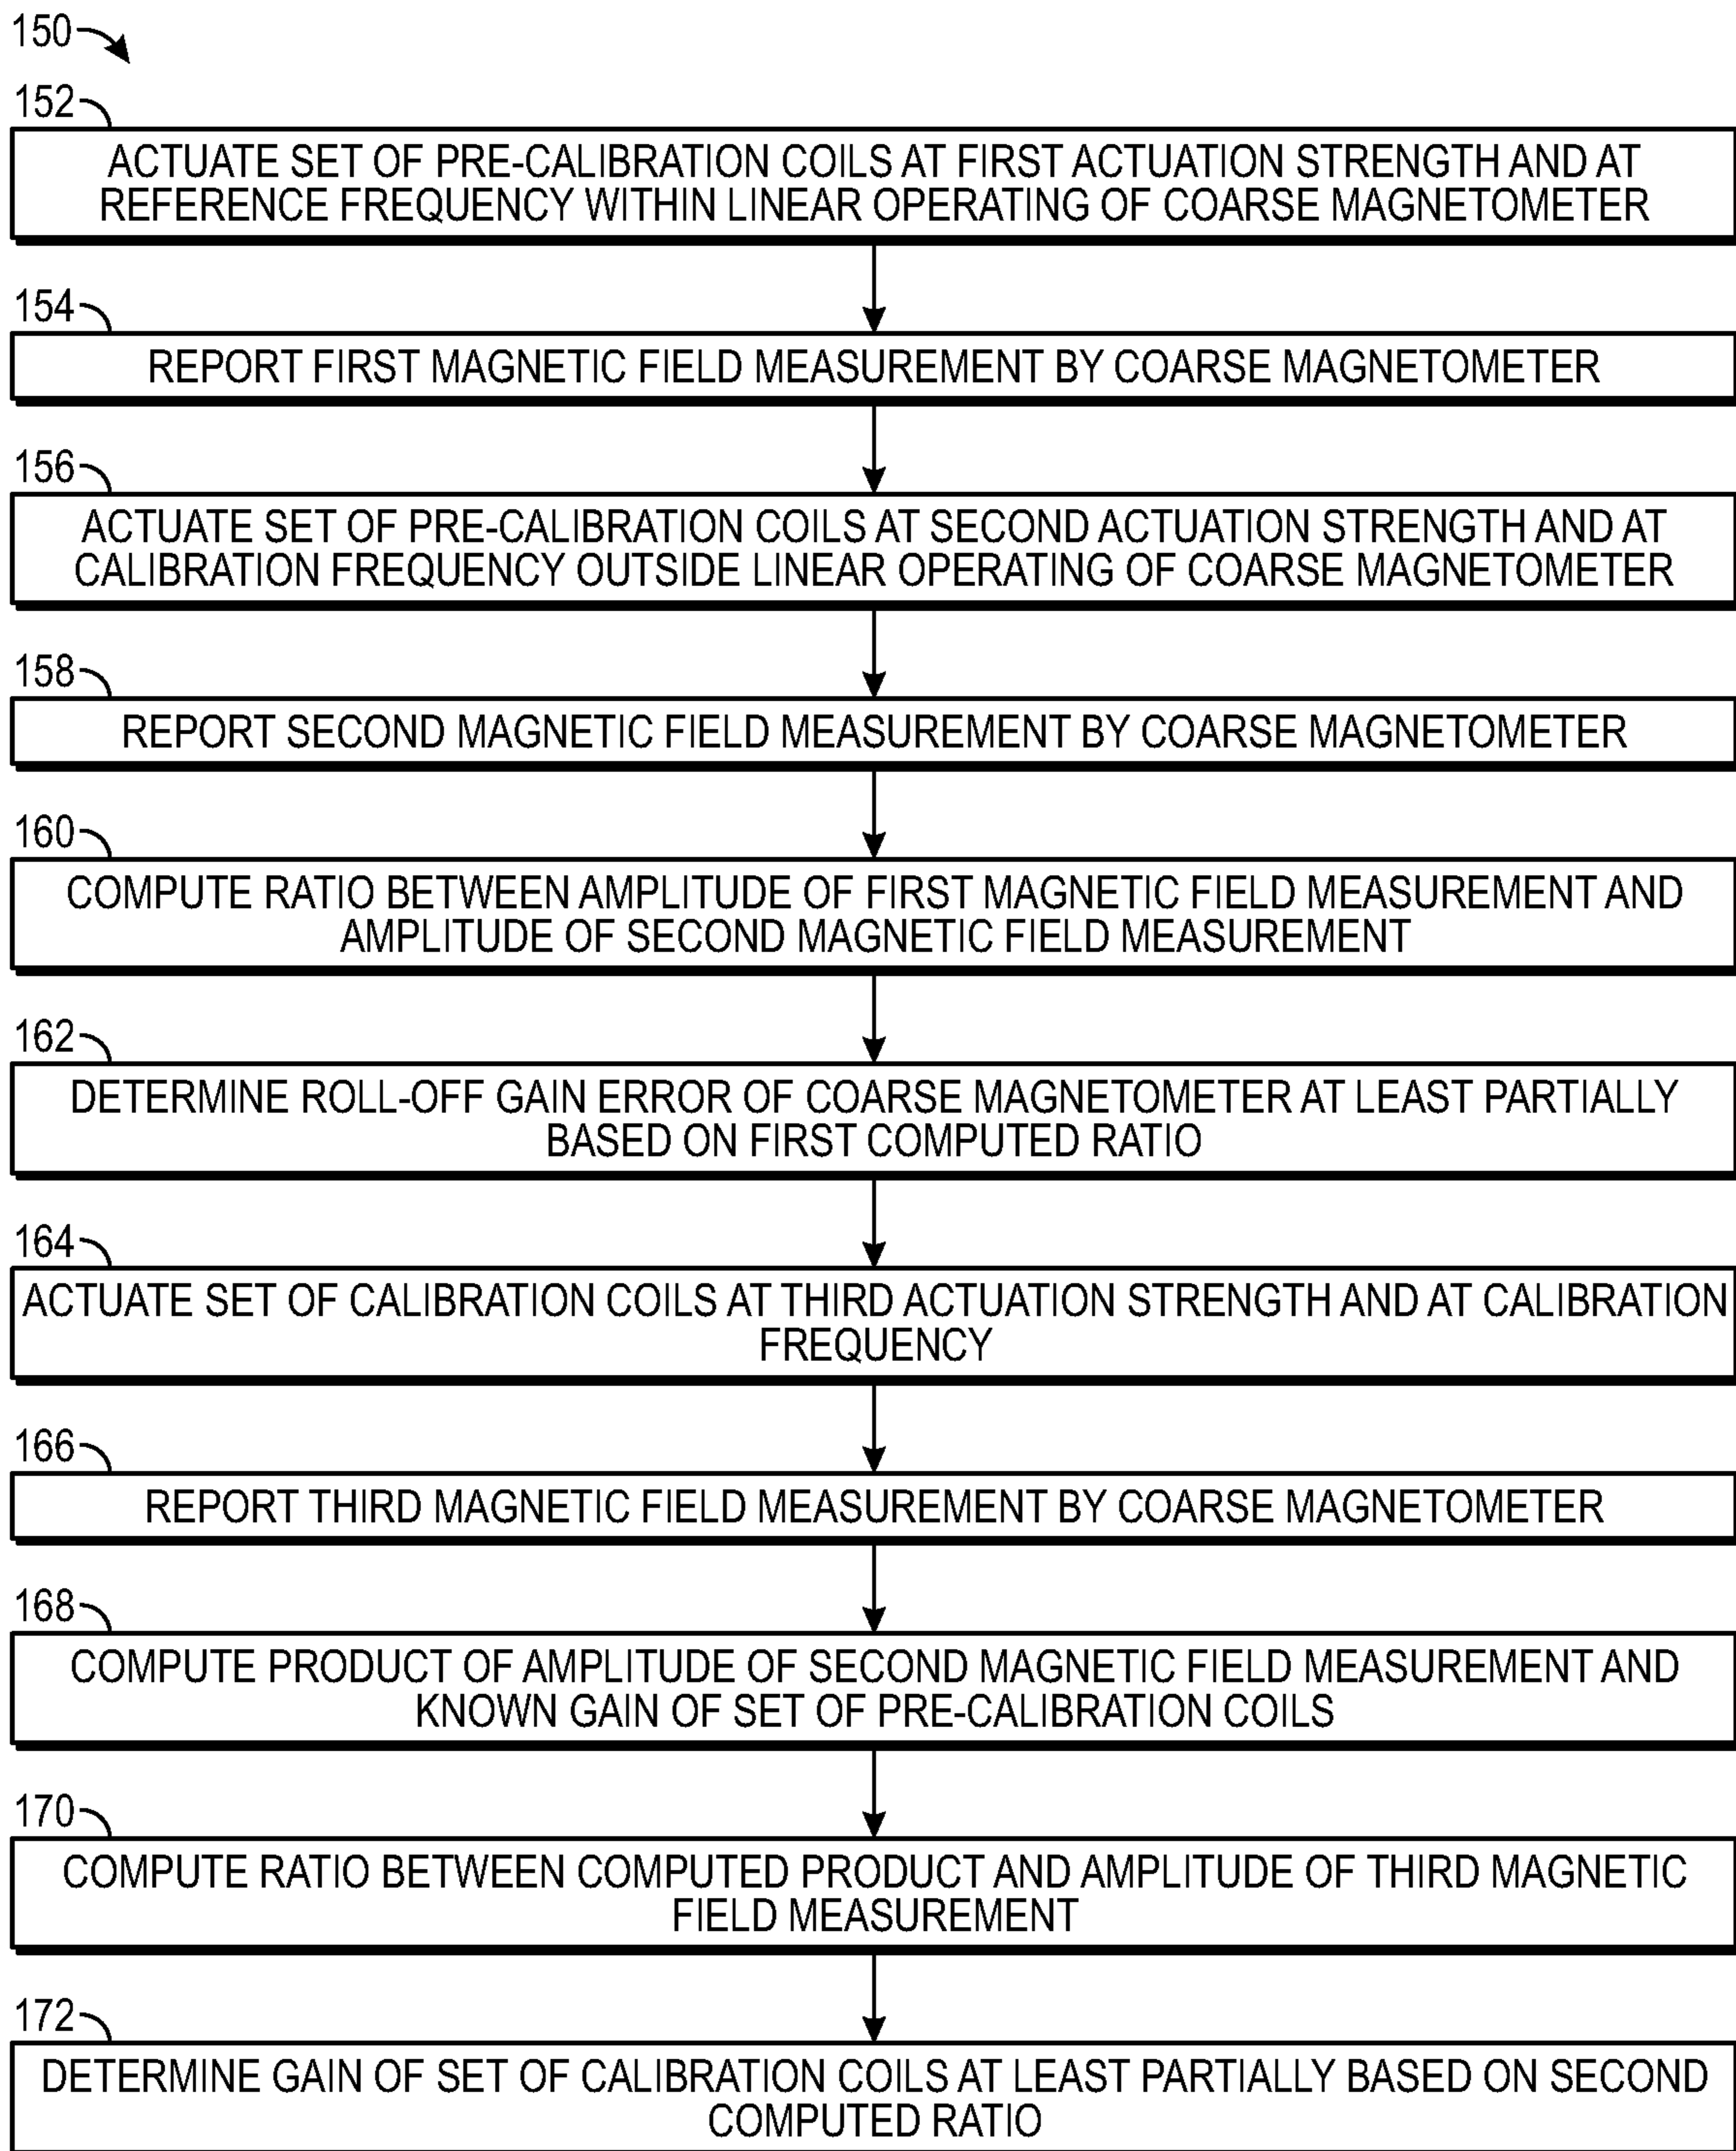 150
152
ACTUATE SET OF PRE-CALIBRATION COILS AT FIRST ACTUATION STRENGTH AND AT
REFERENCE FREQUENCY WITHIN LINEAR OPERATING OF COARSE MAGNETOMETER
154
REPORT FIRST MAGNETIC FIELD MEASUREMENT BY COARSE MAGNETOMETER
156
ACTUATE SET OF PRE-CALIBRATION COILS AT SECOND ACTUATION STRENGTH AND AT
CALIBRATION FREQUENCY OUTSIDE LINEAR OPERATING OF COARSE MAGNETOMETER
158
REPORT SECOND MAGNETIC FIELD MEASUREMENT BY COARSE MAGNETOMETER
160
COMPUTE RATIO BETWEEN AMPLITUDE OF FIRST MAGNETIC FIELD MEASUREMENT AND
AMPLITUDE OF SECOND MAGNETIC FIELD MEASUREMENT
162
DETERMINE ROLL-OFF GAIN ERROR OF COARSE MAGNETOMETER AT LEAST PARTIALLY
BASED ON FIRST COMPUTED RATIO
164
ACTUATE SET OF CALIBRATION COILS AT THIRD ACTUATION STRENGTH AND AT CALIBRATION
FREQUENCY
166
REPORT THIRD MAGNETIC FIELD MEASUREMENT BY COARSE MAGNETOMETER
168
COMPUTE PRODUCT OF AMPLITUDE OF SECOND MAGNETIC FIELD MEASUREMENT AND
KNOWN GAIN OF SET OF PRE-CALIBRATION COILS
170
COMPUTE RATIO BETWEEN COMPUTED PRODUCT AND AMPLITUDE OF THIRD MAGNETIC
FIELD MEASUREMENT
172
DETERMINE GAIN OF SET OF CALIBRATION COILS AT LEAST PARTIALLY BASED ON SECOND
COMPUTED RATIO